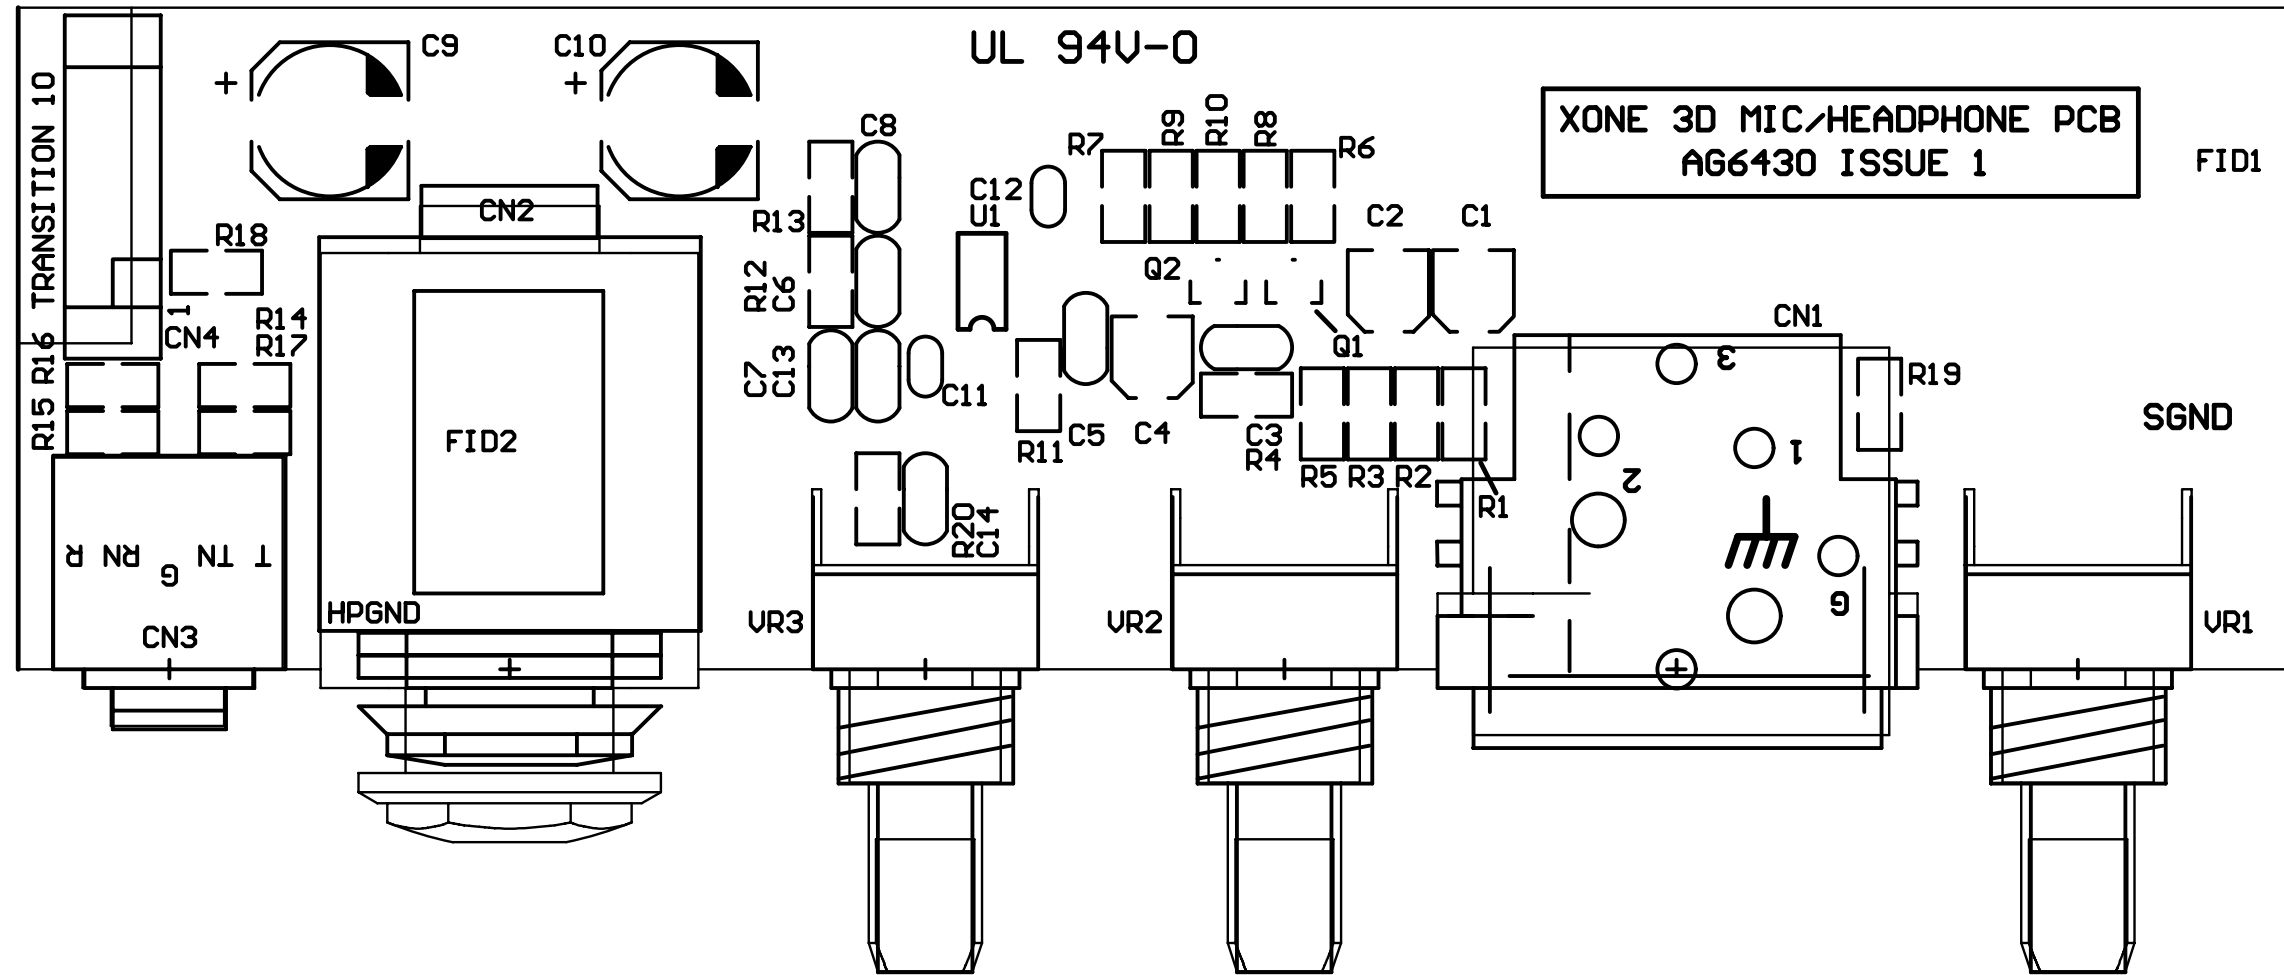 UL 94V-0
XONE 3D MIC/HEADPHONE PCB
AG6430 ISSUE 1
FID1
C9
C10
+
+
TRANSITION 10
C8
R7
R9
R10
R8
R6
C12
U1
CN2
R13
R18
C2
C1
Q2
R12
C6
1
CN4
R14
R17
Q1
CN1
3
R16
R15
C7
C13
C11
R19
SGND
FID2
R11
C5
C4
C3
R4
R5
R3
R2
R1
2
1
R20
C14
R RN G TN T
G
HPGND
CN3
VR3
VR2
VR1